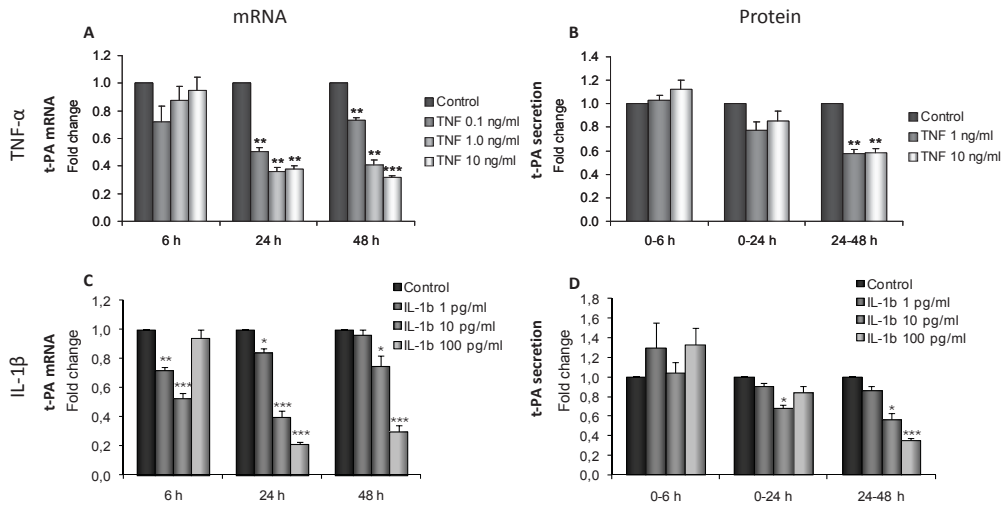 mRNA
Protein
TNF-α
IL-1β
A
t-PA mRNA
Fold change
1.2
1.0
0.8
0.6
0.4
0.2
0.0
** ** **
** ** ***
6 h 24 h 48 h
Control
TNF 0.1 ng/ml
TNF 1.0 ng/ml
TNF 10 ng/ml
B
t-PA secretion
Fold change
1.4
1.2
1.0
0.8
0.6
0.4
0.2
0.0
** **
0-6 h 0-24 h 24-48 h
Control
TNF 1 ng/ml
TNF 10 ng/ml
C
t-PA mRNA
Fold change
1,2
1,0
0,8
0,6
0,4
0,2
0,0
** ***
* *** ***
* ***
6 h 24 h 48 h
Control
IL-1b 1 pg/ml
IL-1b 10 pg/ml
IL-1b 100 pg/ml
D
t-PA secretion
Fold change
1,8
1,6
1,4
1,2
1,0
0,8
0,6
0,4
0,2
0,0
*
* ***
0-6 h 0-24 h 24-48 h
Control
IL-1b 1 pg/ml
IL-1b 10 pg/ml
IL-1b 100 pg/ml